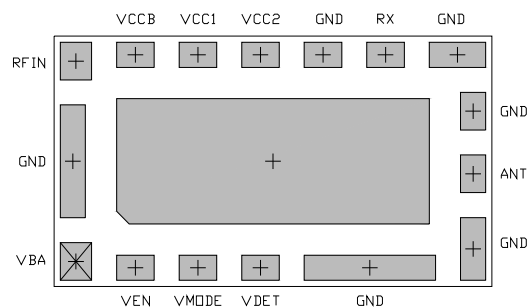 VCCB VCC1 VCC2 GND RX GND
RFIN
GND
GND
ANT
GND
VBA
VEN VMODE VDET GND